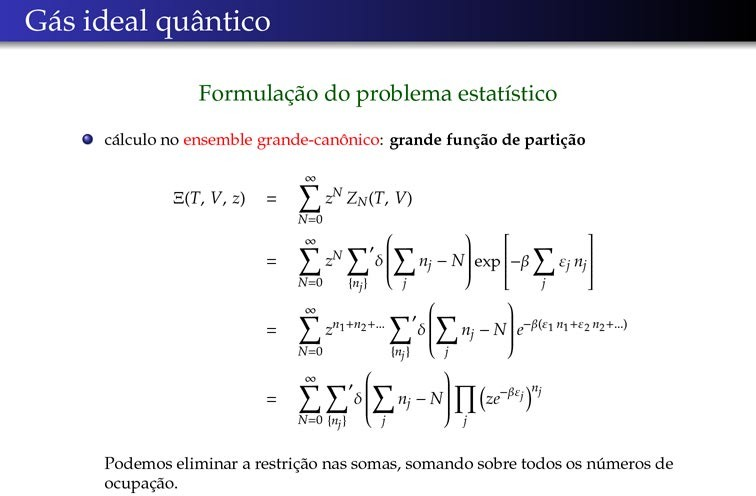 Gás ideal quântico
Formulação do problema estatístico
cálculo no ensemble grande-canônico: grande função de partição
Ξ(T, V, z) = ∑_{N=0}^{∞} z^N Z_N(T, V)
= ∑_{N=0}^{∞} z^N ∑'_{{n_j}} δ(∑_j n_j − N) exp[−β ∑_j ε_j n_j]
= ∑_{N=0}^{∞} z^{n_1+n_2+...} ∑'_{{n_j}} δ(∑_j n_j − N) e^{−β(ε_1 n_1+ε_2 n_2+...)}
= ∑_{N=0}^{∞} ∑'_{{n_j}} δ(∑_j n_j − N) ∏_j (ze^{−βε_j})^{n_j}
Podemos eliminar a restrição nas somas, somando sobre todos os números de
ocupação.